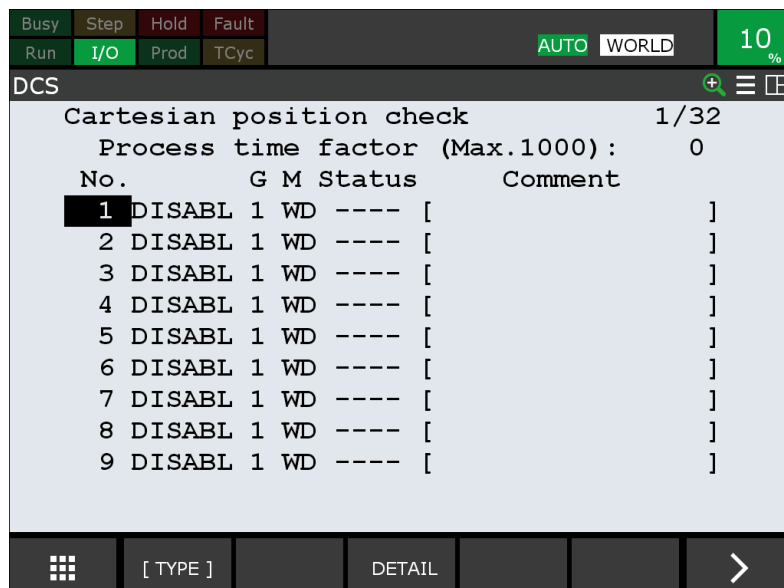 Busy Step Hold Fault
Run I/O Prod TCyc AUTO WORLD 10 %
DCS
Cartesian position check 1/32
Process time factor (Max.1000): 0
No. G M Status Comment
1 DISABL 1 WD ---- [ ]
2 DISABL 1 WD ---- [ ]
3 DISABL 1 WD ---- [ ]
4 DISABL 1 WD ---- [ ]
5 DISABL 1 WD ---- [ ]
6 DISABL 1 WD ---- [ ]
7 DISABL 1 WD ---- [ ]
8 DISABL 1 WD ---- [ ]
9 DISABL 1 WD ---- [ ]
[ TYPE ] DETAIL